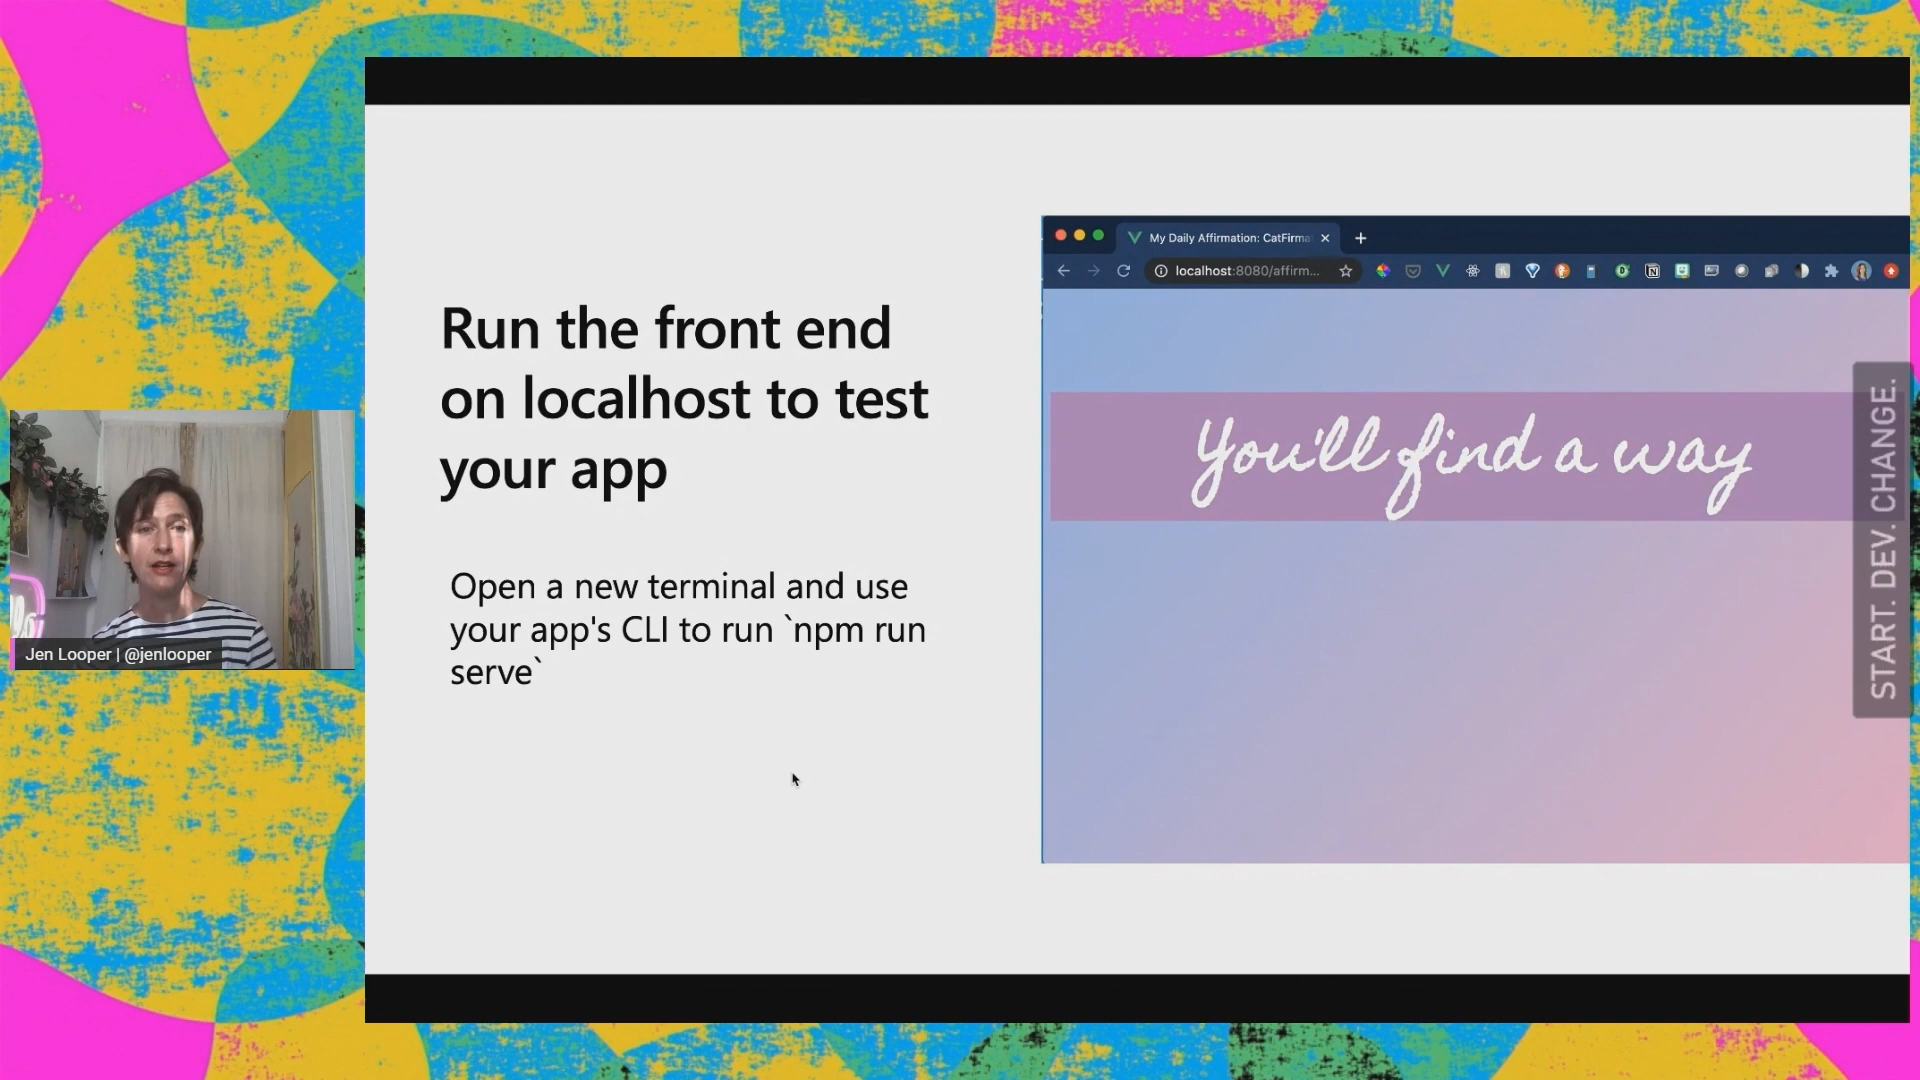 Run the front end
on localhost to test
your app
Open a new terminal and use
your app's CLI to run `npm run
serve`
My Daily Affirmation: CatFirma
localhost:8080/affirm...
You'll find a way
START. DEV. CHANGE.
Jen Looper | @jenlooper